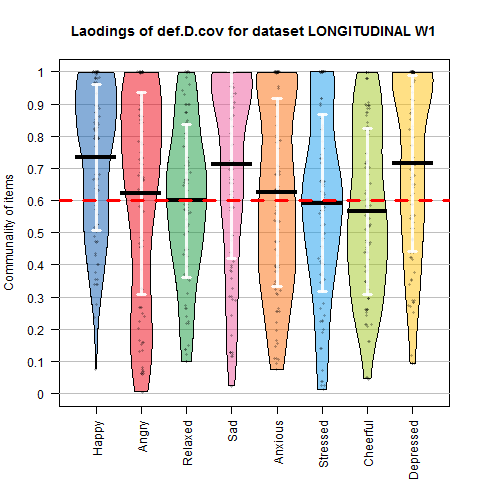 Laodings of def.D.cov for dataset LONGITUDINAL W1
Communality of items
1
0.9
0.8
0.7
0.6
0.5
0.4
0.3
0.2
0.1
0
Happy
Angry
Relaxed
Sad
Anxious
Stressed
Cheerful
Depressed